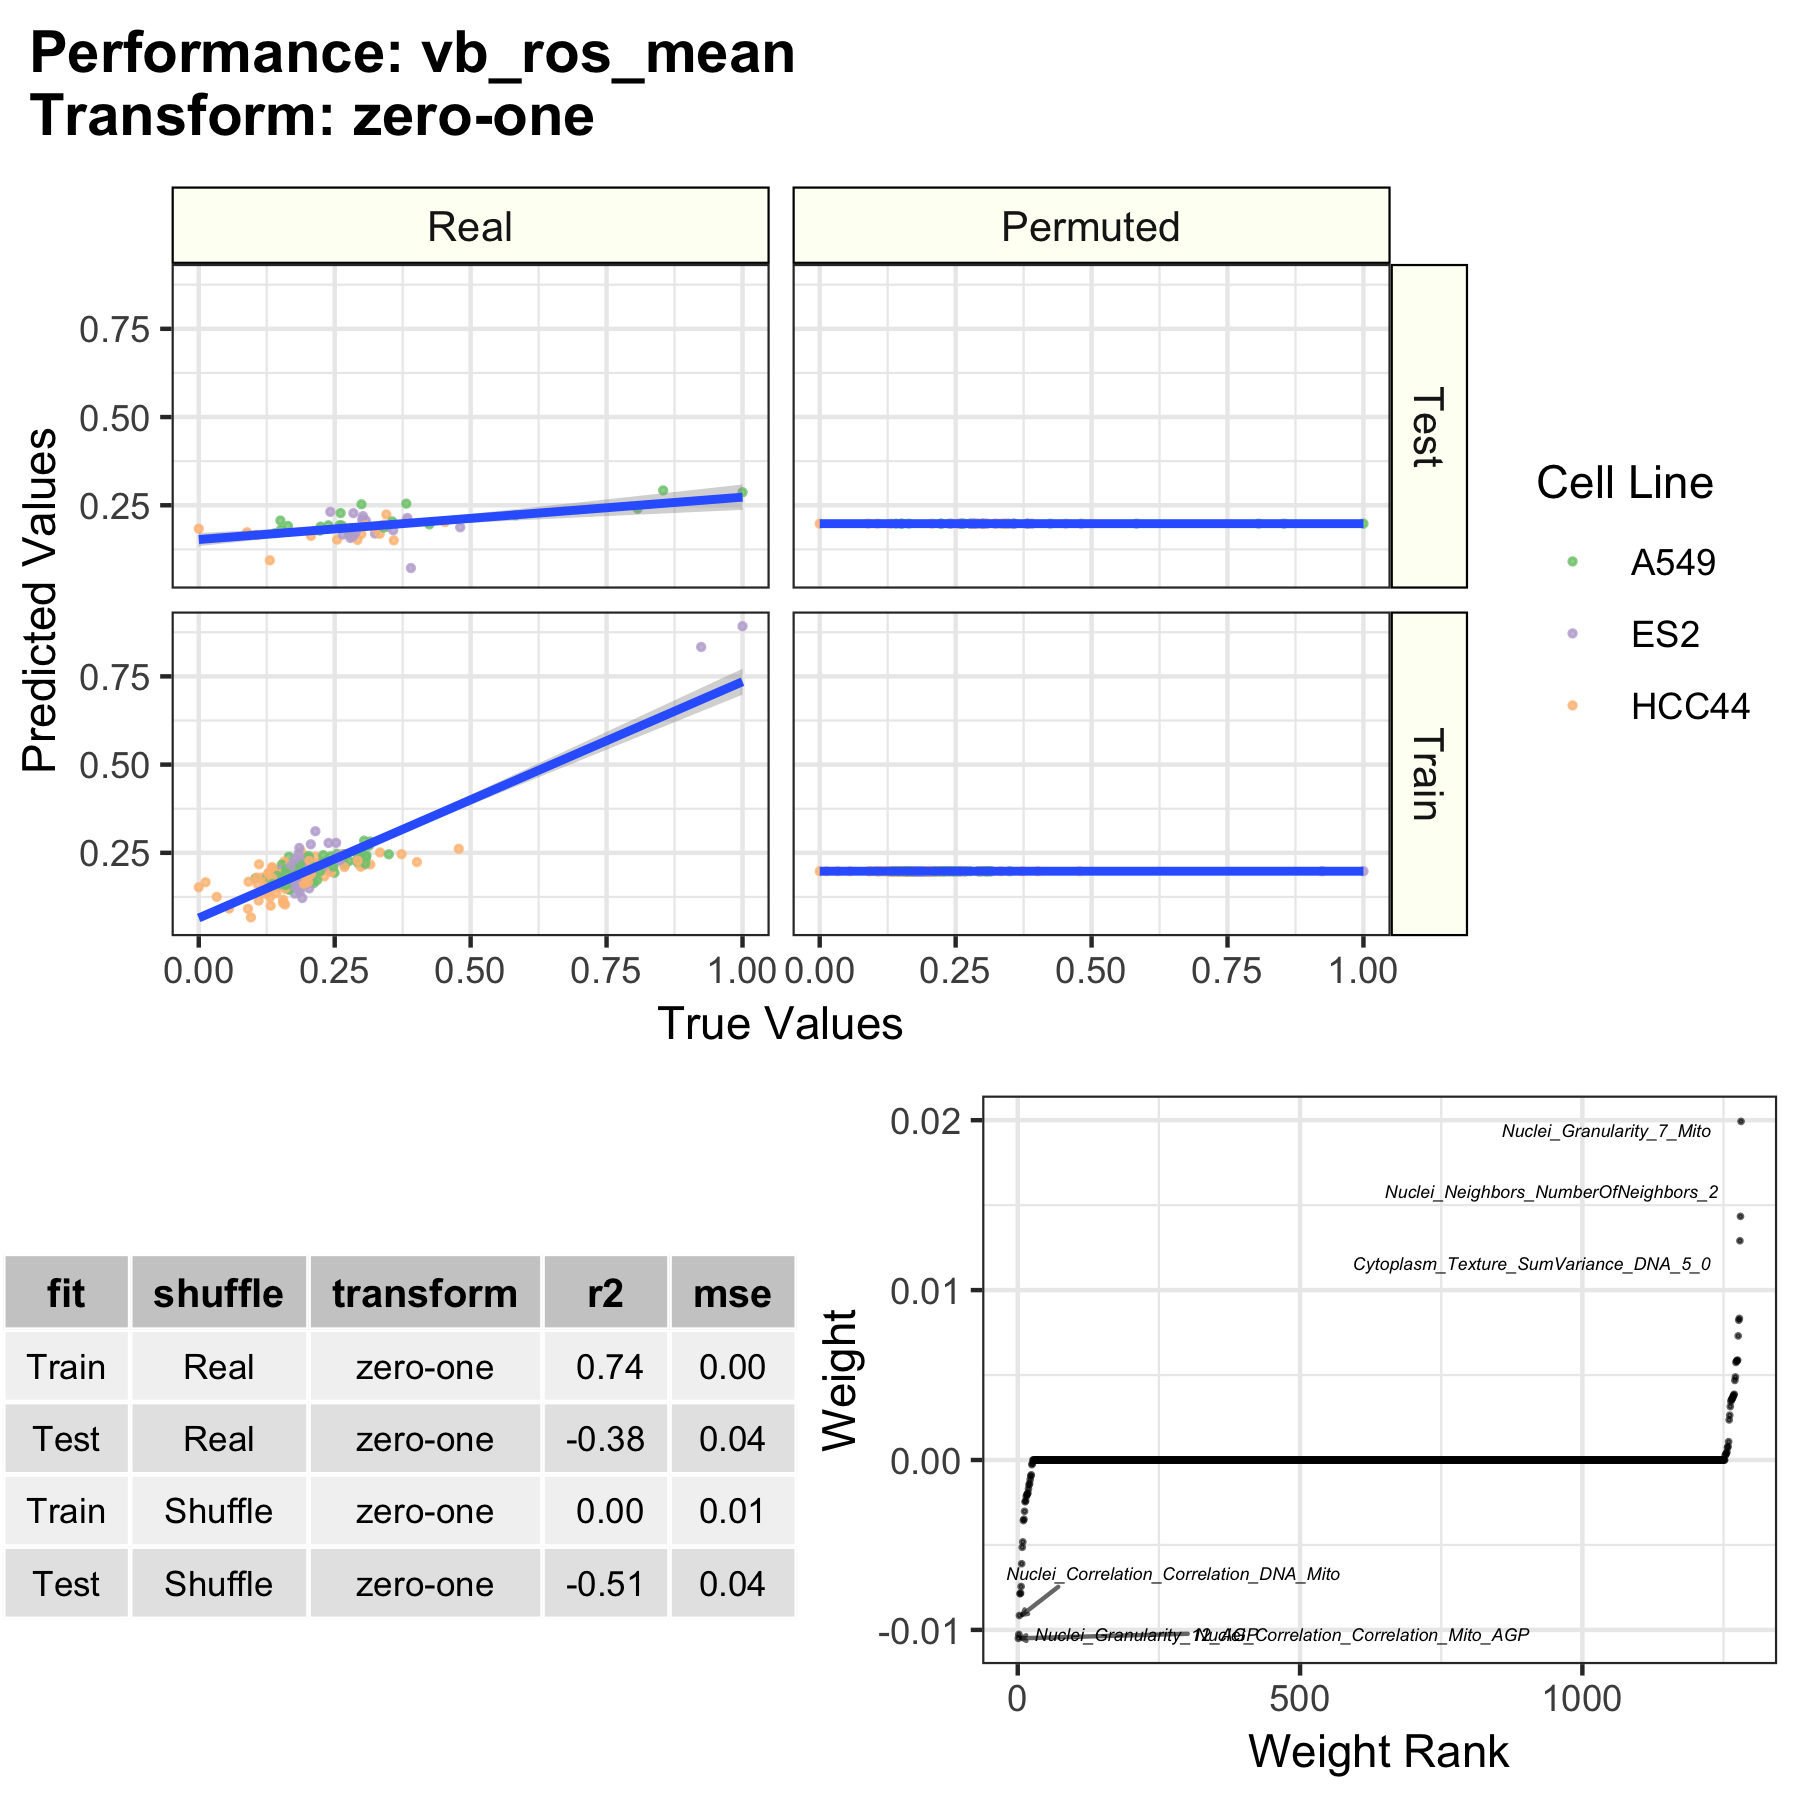 Performance: vb_ros_mean
Transform: zero-one
Real
Permuted
0.75
0.50
0.25
Test
0.75
0.50
0.25
Train
Predicted Values
0.00 0.25 0.50 0.75 1.00
0.00 0.25 0.50 0.75 1.00
True Values
Cell Line
A549
ES2
HCC44
fit shuffle transform r2 mse
Train Real zero-one 0.74 0.00
Test Real zero-one -0.38 0.04
Train Shuffle zero-one 0.00 0.01
Test Shuffle zero-one -0.51 0.04
Weight
0.02
0.01
0.00
-0.01
Nuclei_Granularity_7_Mito
Nuclei_Neighbors_NumberOfNeighbors_2
Cytoplasm_Texture_SumVariance_DNA_5_0
Nuclei_Correlation_Correlation_DNA_Mito
Nuclei_Granularity_12_AGP
Nuclei_Correlation_Correlation_Mito_AGP
0 500 1000
Weight Rank